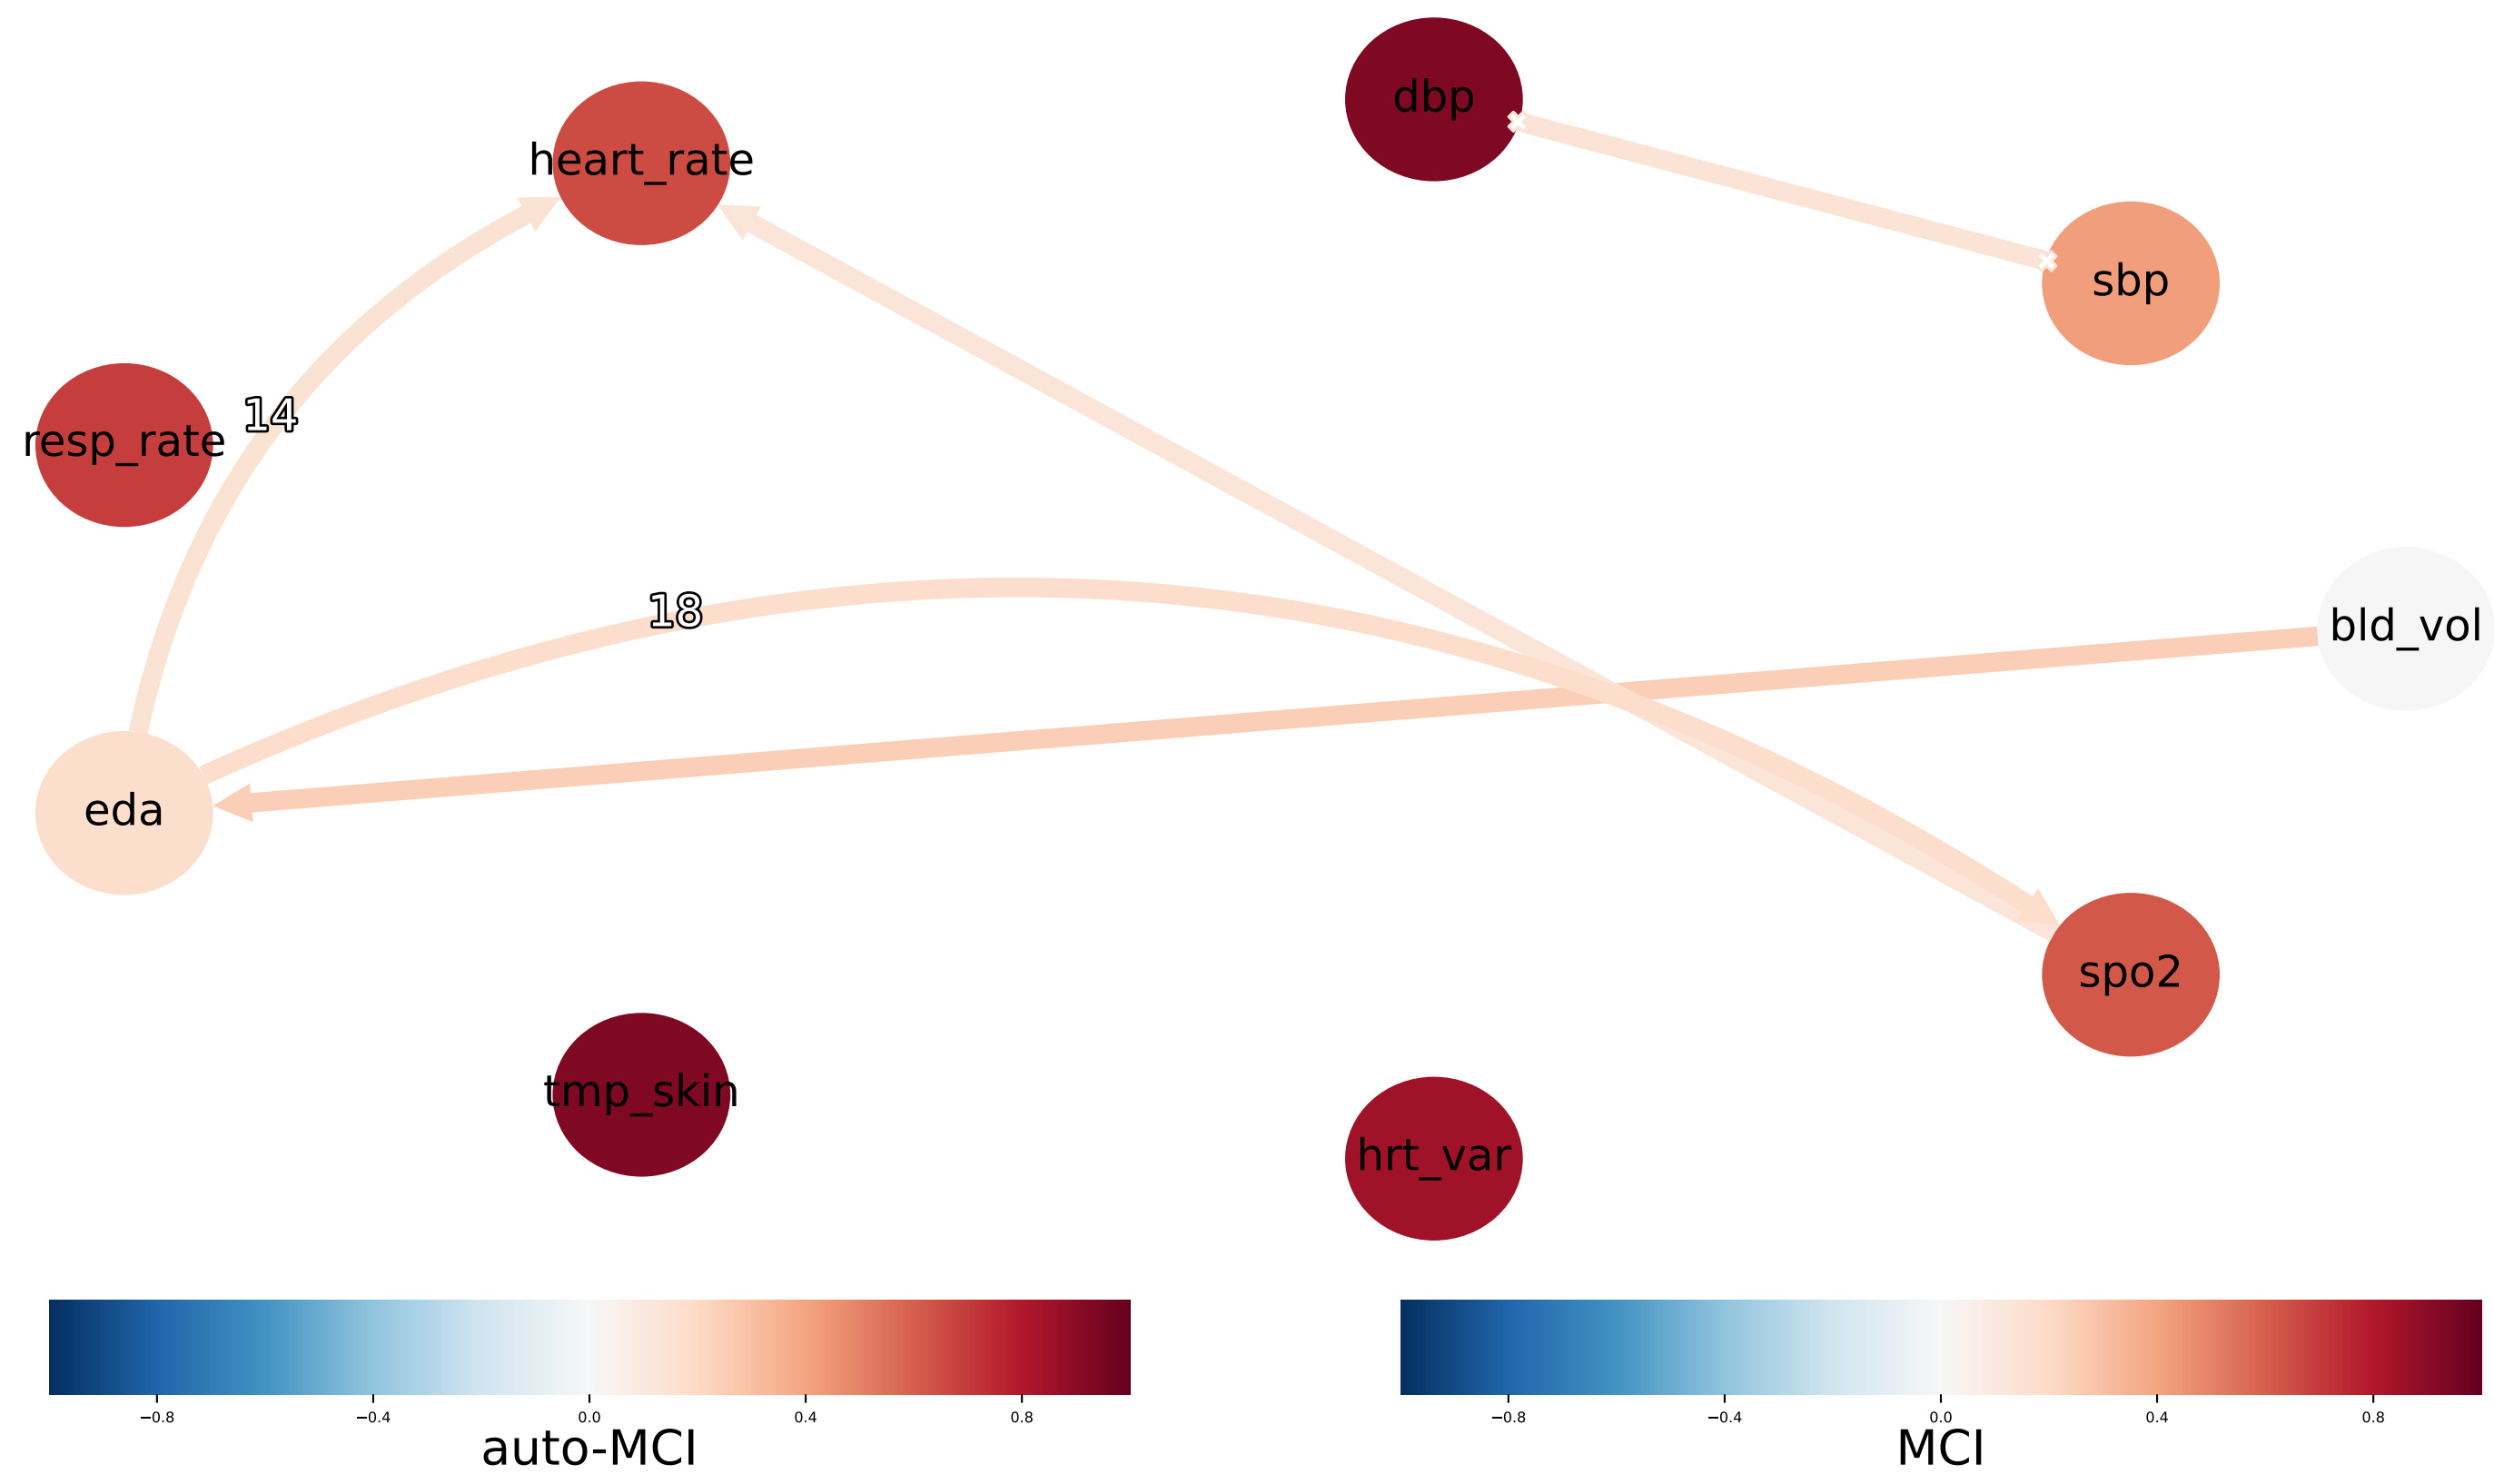 dbp
heart_rate
sbp
14
resp_rate
18
bld_vol
eda
spo2
tmp_skin
hrt_var
−0.8 −0.4 0.0 0.4 0.8
auto-MCI
−0.8 −0.4 0.0 0.4 0.8
MCI